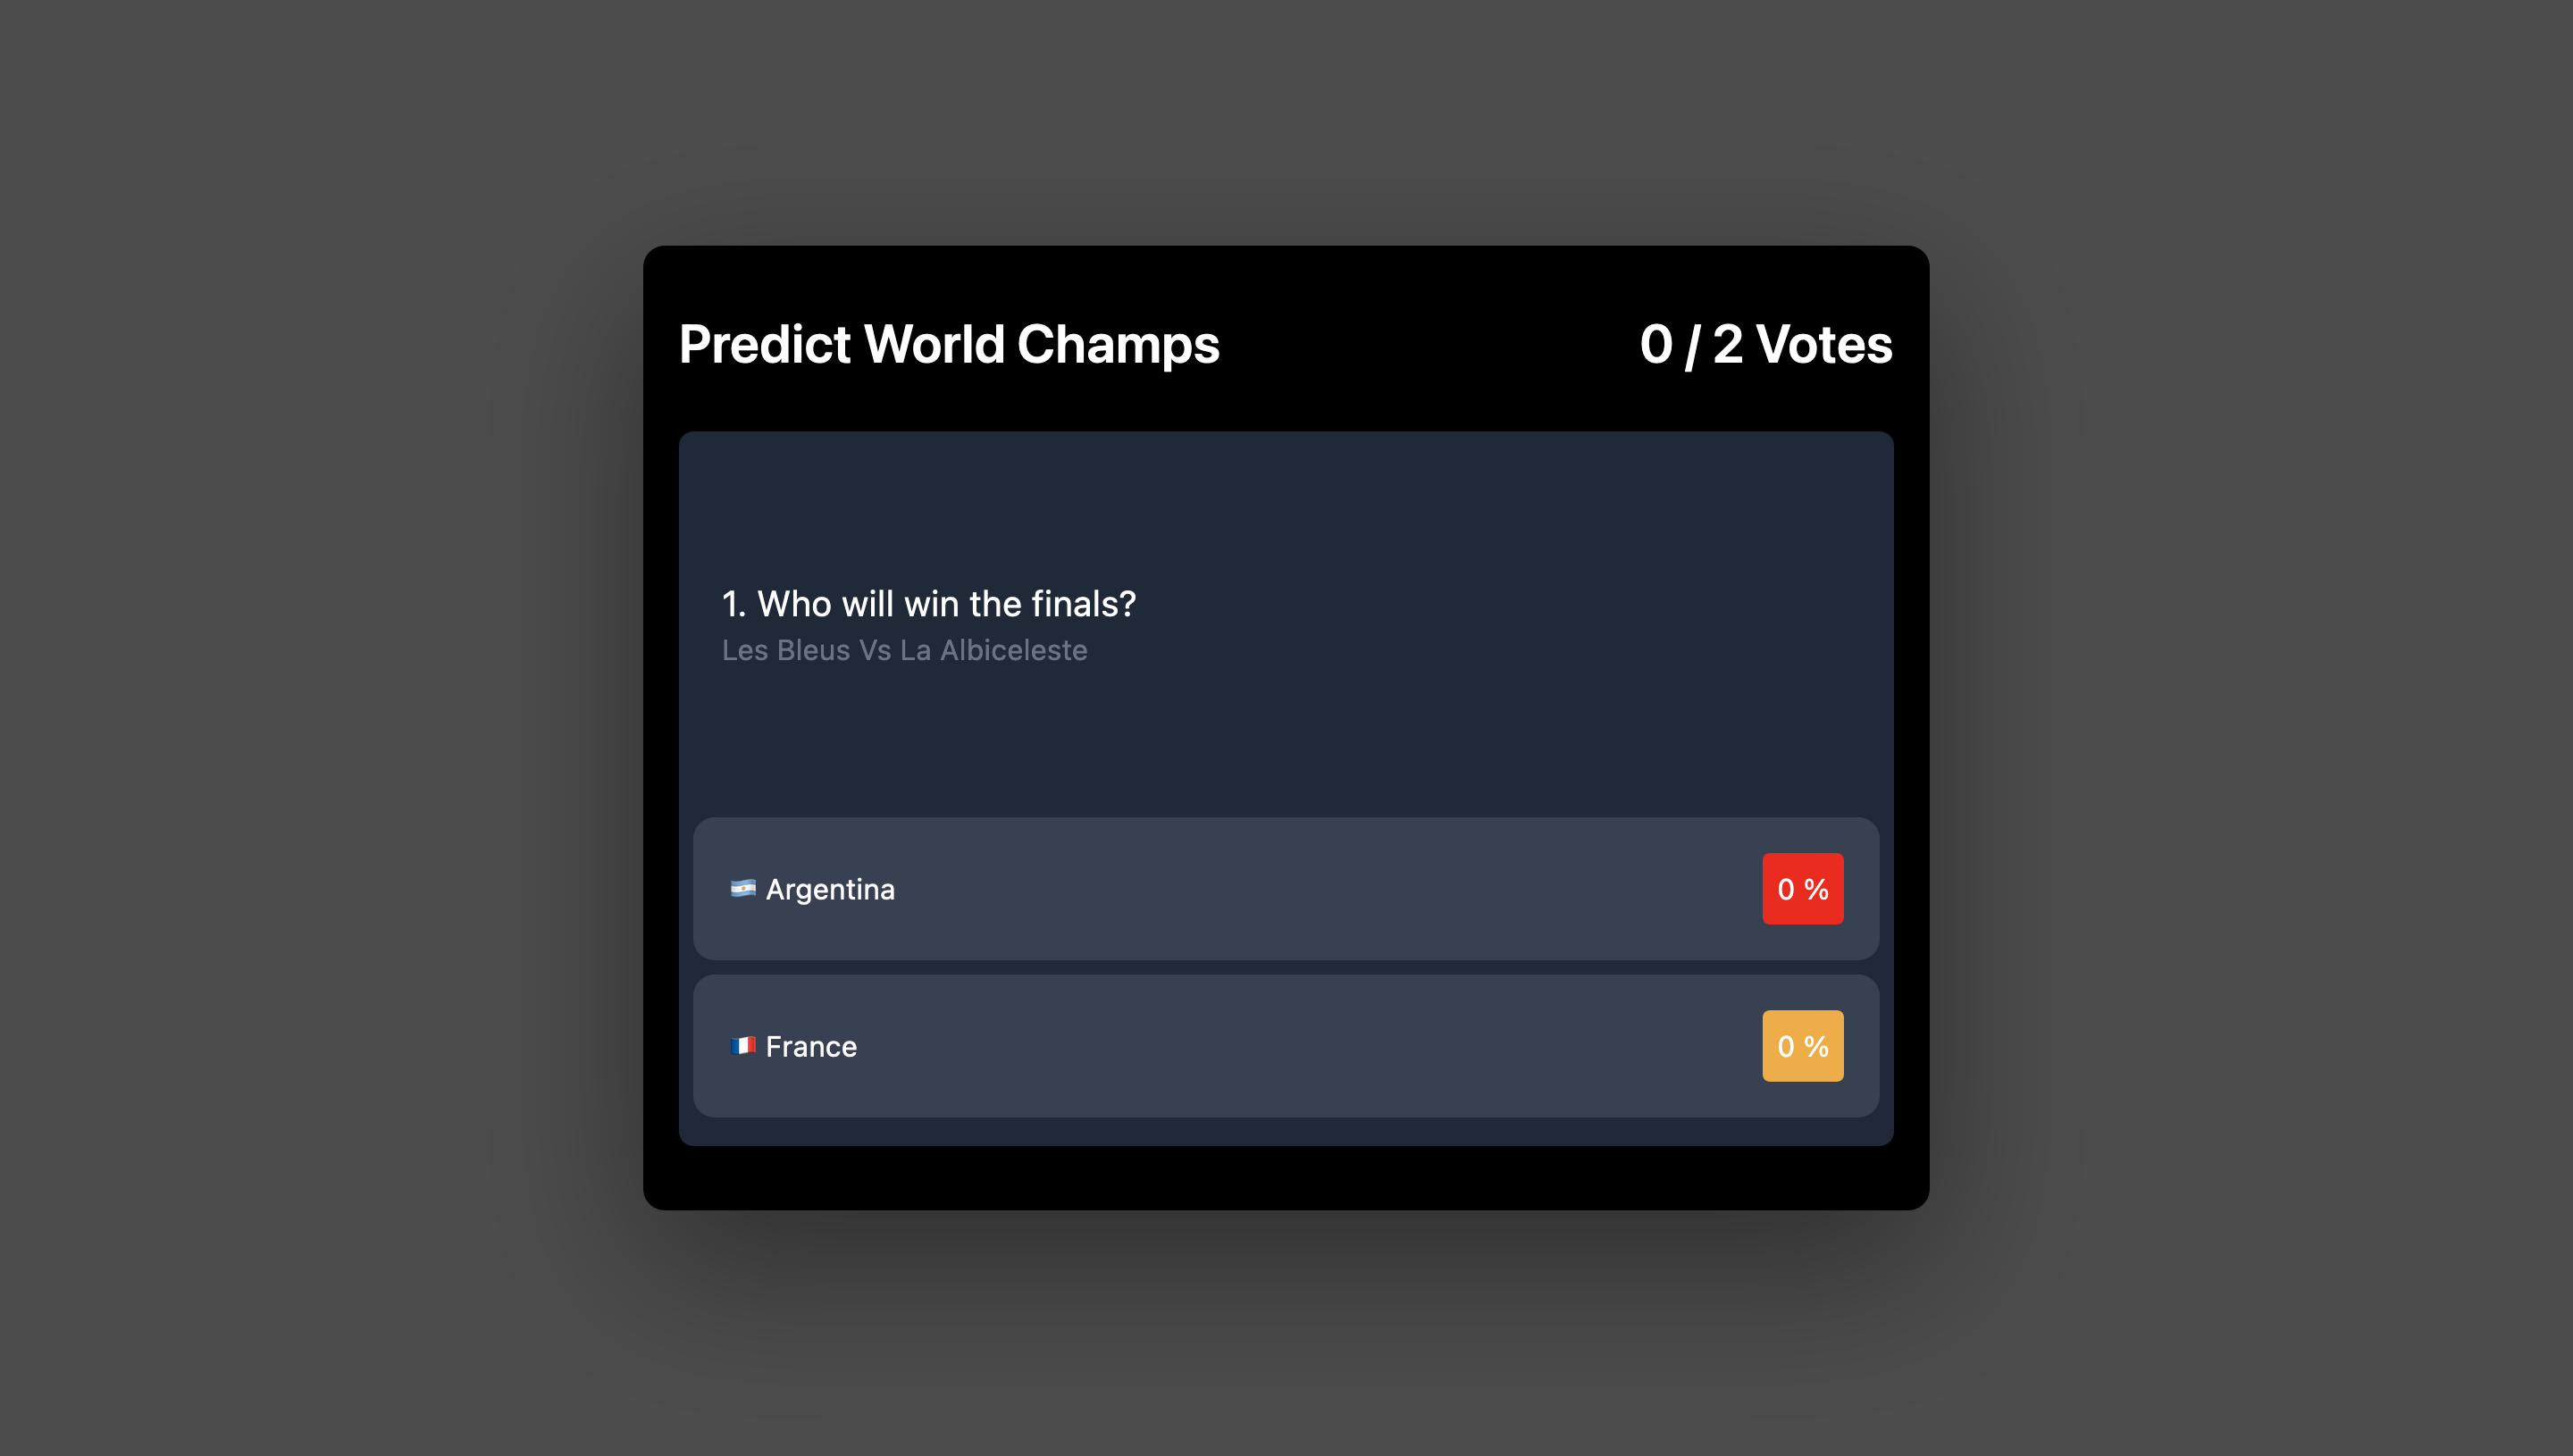 Predict World Champs
0 / 2 Votes
1. Who will win the finals?
Les Bleus Vs La Albiceleste
🇦🇷 Argentina
0 %
🇫🇷 France
0 %